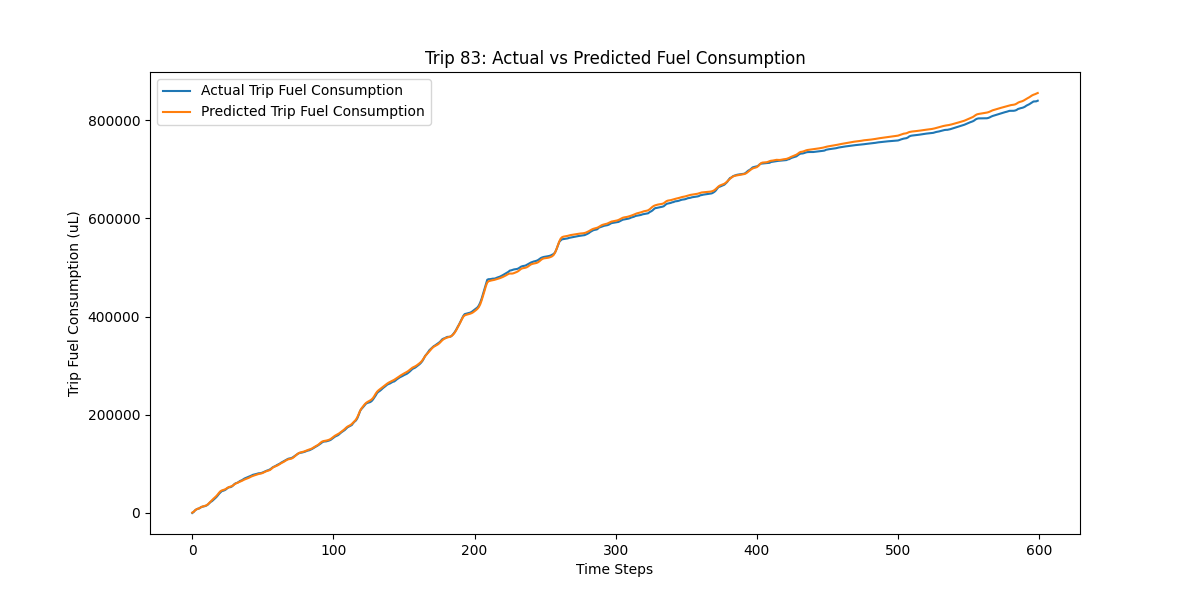 Trip 83: Actual vs Predicted Fuel Consumption
Actual Trip Fuel Consumption
Predicted Trip Fuel Consumption
Trip Fuel Consumption (uL)
800000
600000
400000
200000
0
0 100 200 300 400 500 600
Time Steps